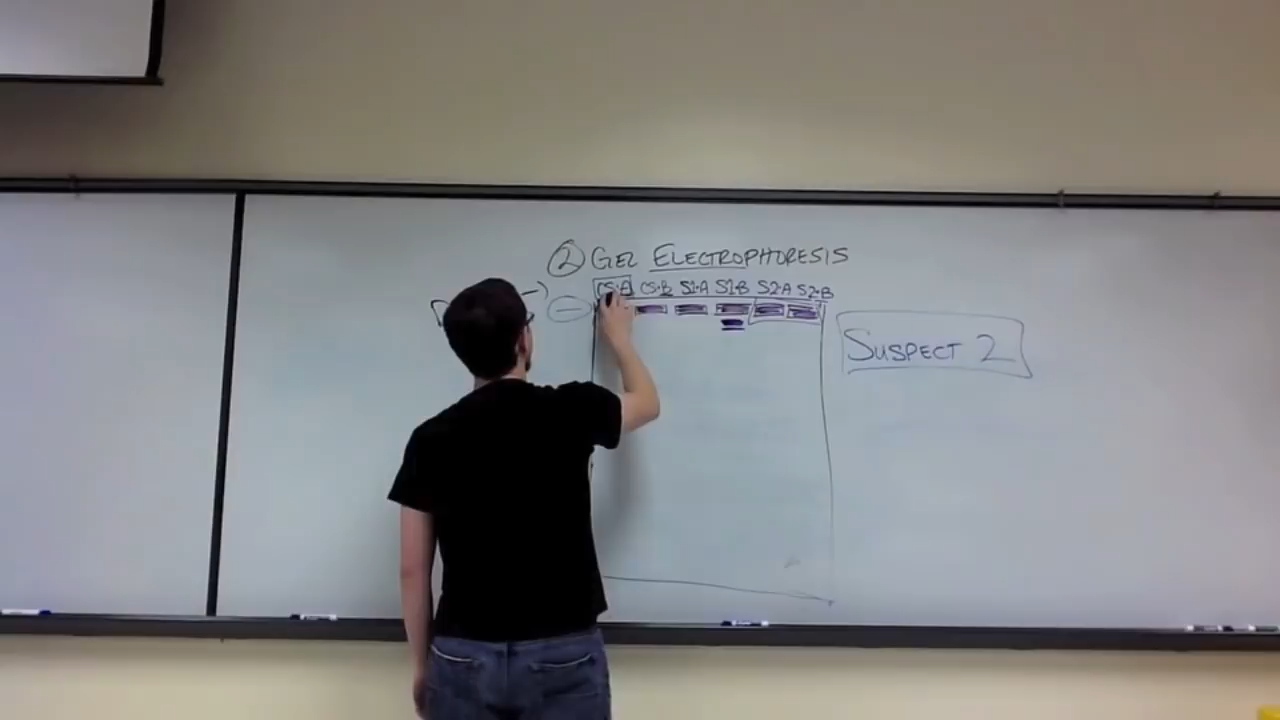 ② GEL ELECTROPHORESIS
CS-A CS-B S1-A S1-B S2-A S2-B
−
SUSPECT 2